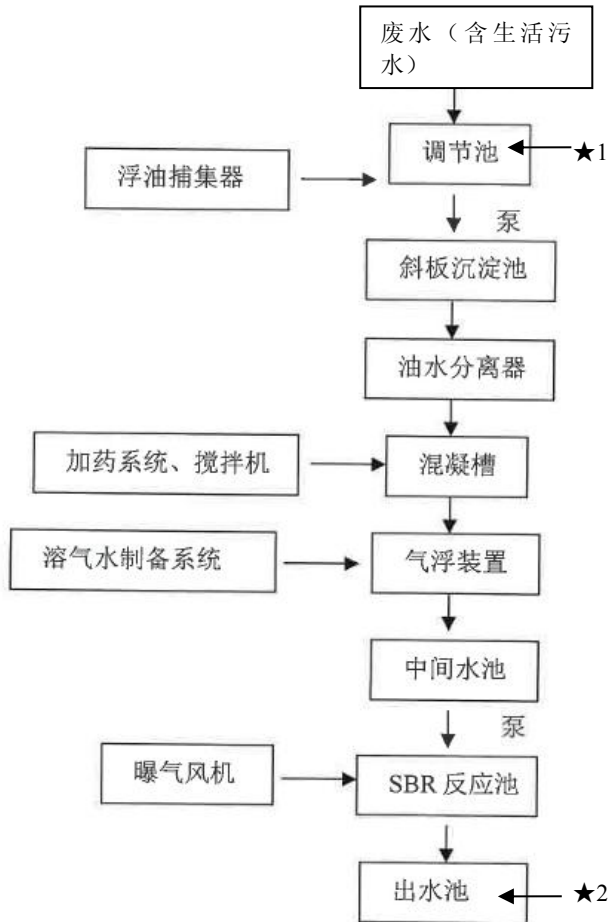 废水（含生活污
水）
调节池
★1
浮油捕集器
泵
斜板沉淀池
油水分离器
加药系统、搅拌机
混凝槽
溶气水制备系统
气浮装置
中间水池
泵
曝气风机
SBR 反应池
出水池
★2